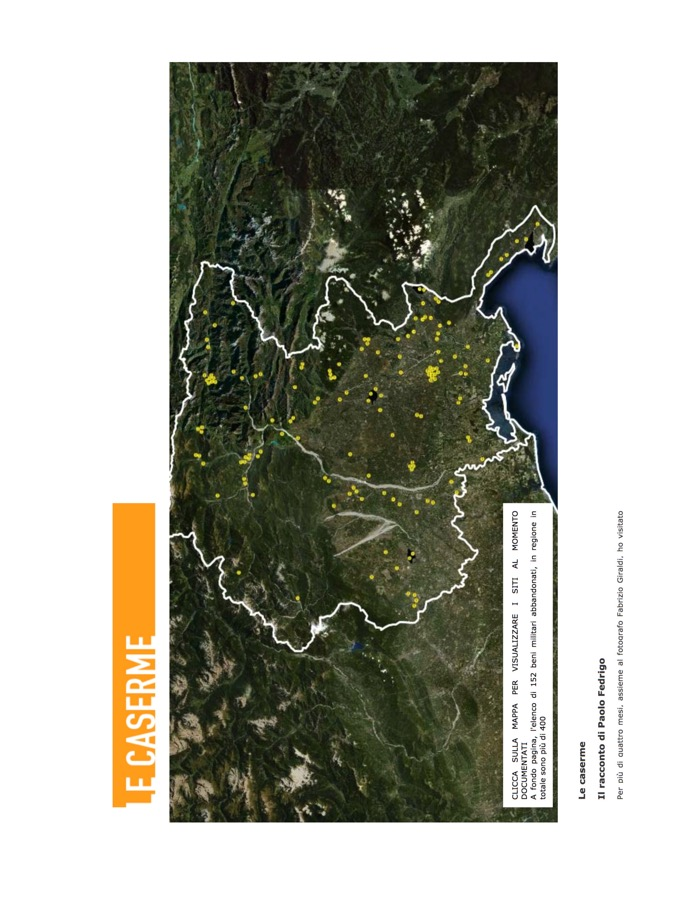 LE CASERME
CLICCA SULLA MAPPA PER VISUALIZZARE I SITI AL MOMENTO
DOCUMENTATI
A fondo pagina, l'elenco di 152 beni militari abbandonati, in regione in
totale sono più di 400
Le caserme
Il racconto di Paolo Fedrigo
Per più di quattro mesi, assieme al fotografo Fabrizio Giraldi, ho visitato